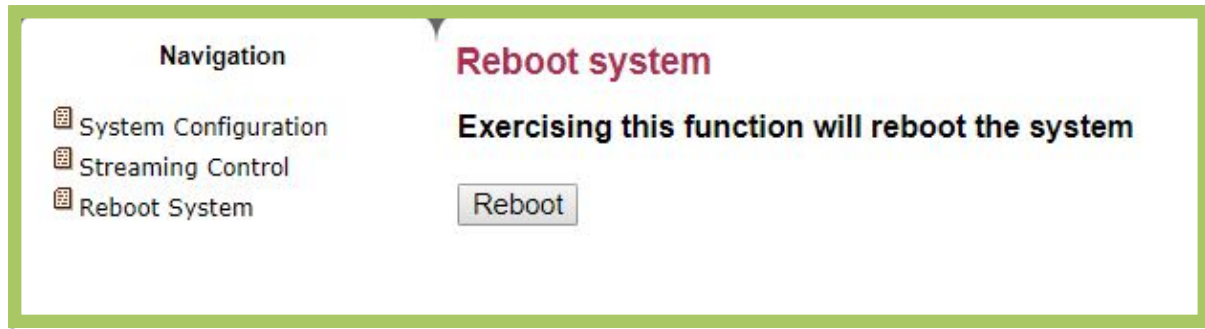 Navigation
System Configuration
Streaming Control
Reboot System
Reboot system
Exercising this function will reboot the system
Reboot